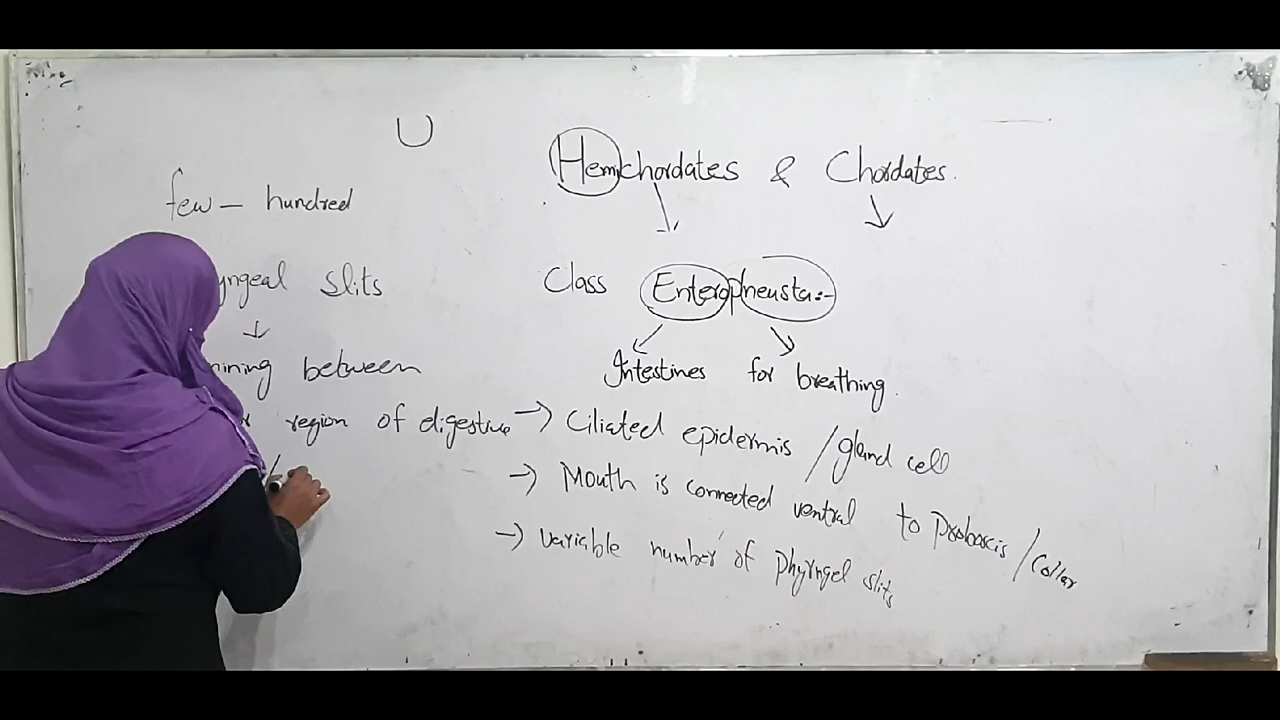 U
Hemichordates & Chordates.
few – hundred
slits
Class Enteropneusta:-
between
Intestines for breathing.
region of digestive
→ Ciliated epidermis / gland cell
→ Mouth is connected ventral to Proboscis / Collar
→ variable number of phyrngel slits